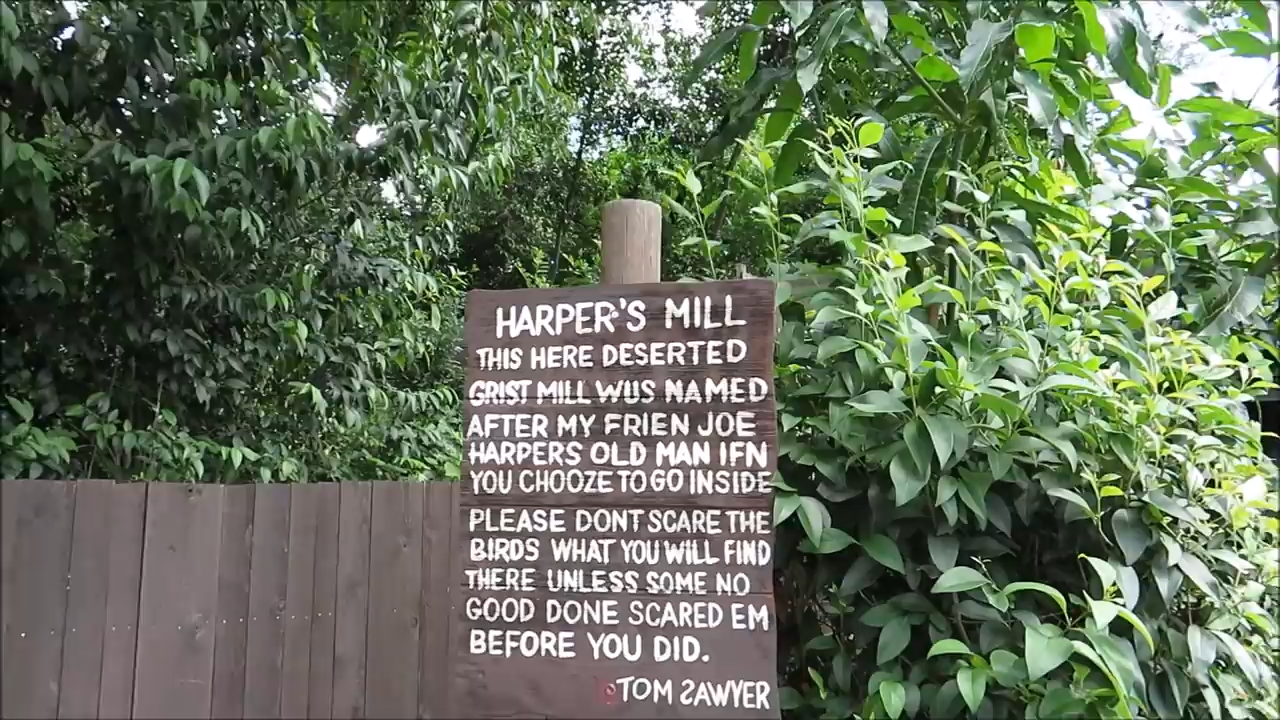 HARPER'S MILL
THIS HERE DESERTED
GRIST MILL WUS NAMED
AFTER MY FRIEN JOE
HARPERS OLD MAN IFN
YOU CHOOZE TO GO INSIDE
PLEASE DONT SCARE THE
BIRDS WHAT YOU WILL FIND
THERE UNLESS SOME NO
GOOD DONE SCARED EM
BEFORE YOU DID.
TOM SAWYER